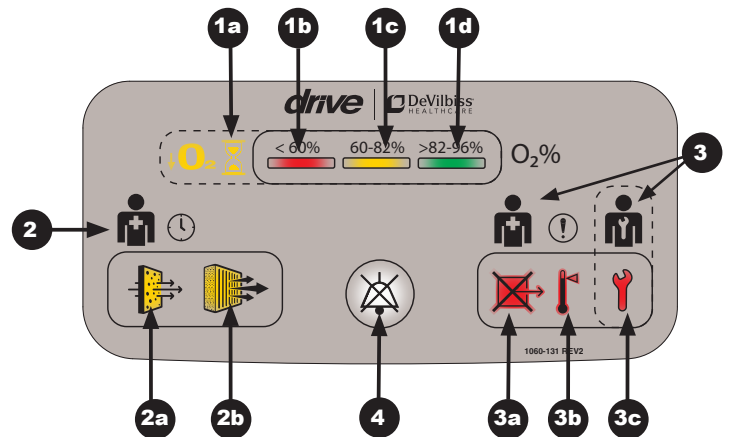 1a 1b 1c 1d
drive DeVilbiss
HEALTHCARE
↓O₂ < 60% 60-82% >82-96% O₂%
3
2
1060-131 REV2
2a 2b 4 3a 3b 3c